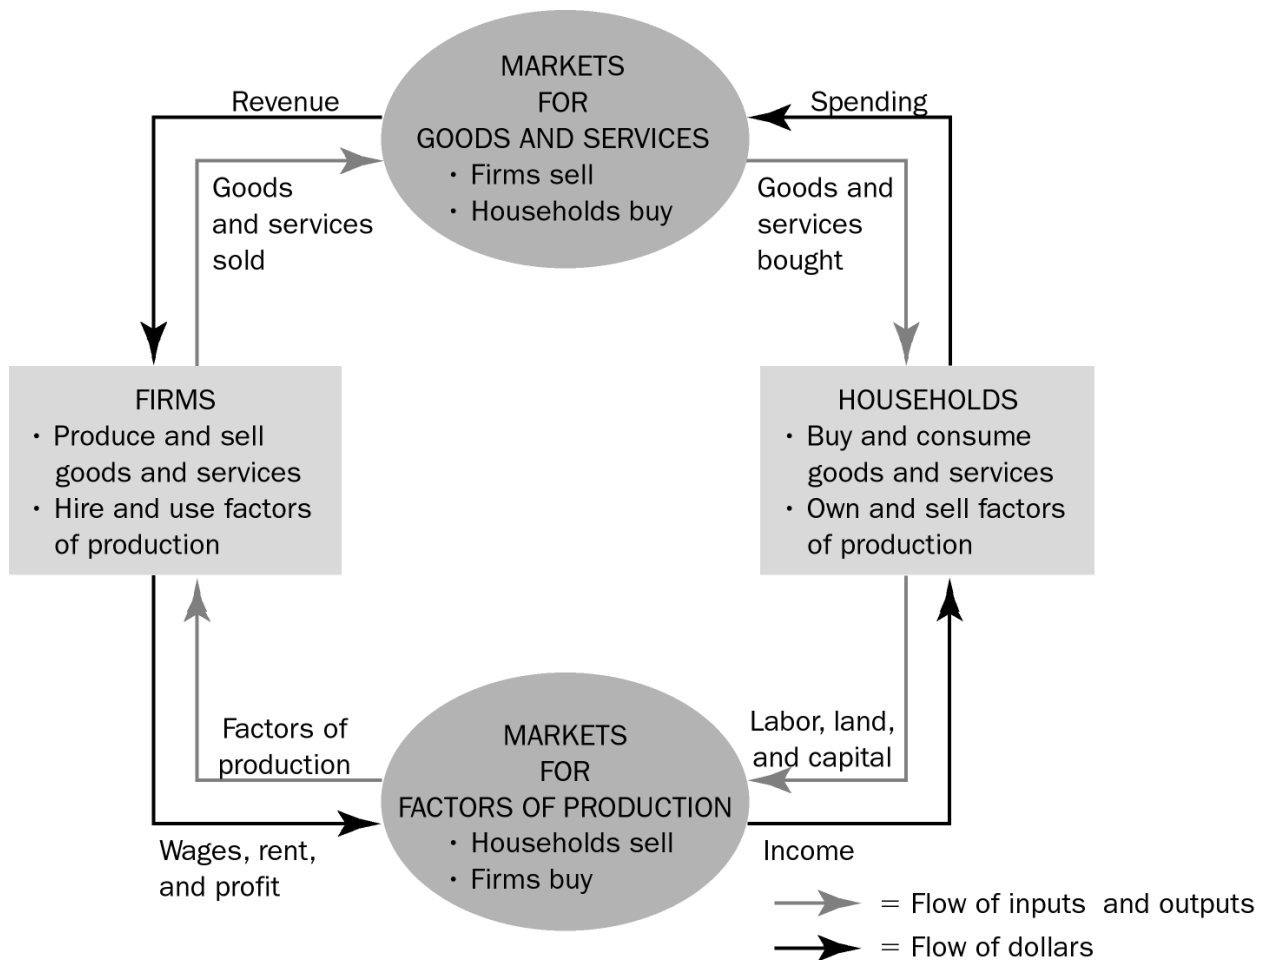 MARKETS
FOR
GOODS AND SERVICES
• Firms sell
• Households buy
Revenue
Spending
Goods
and services
sold
Goods and
services
bought
FIRMS
• Produce and sell
goods and services
• Hire and use factors
of production
HOUSEHOLDS
• Buy and consume
goods and services
• Own and sell factors
of production
Factors of
production
Labor, land,
and capital
MARKETS
FOR
FACTORS OF PRODUCTION
• Households sell
• Firms buy
Wages, rent,
and profit
Income
= Flow of inputs and outputs
= Flow of dollars